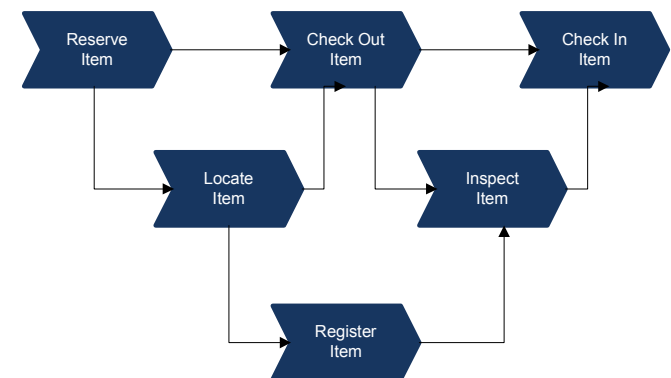 Reserve
Item
Check Out
Item
Check In
Item
Locate
Item
Inspect
Item
Register
Item